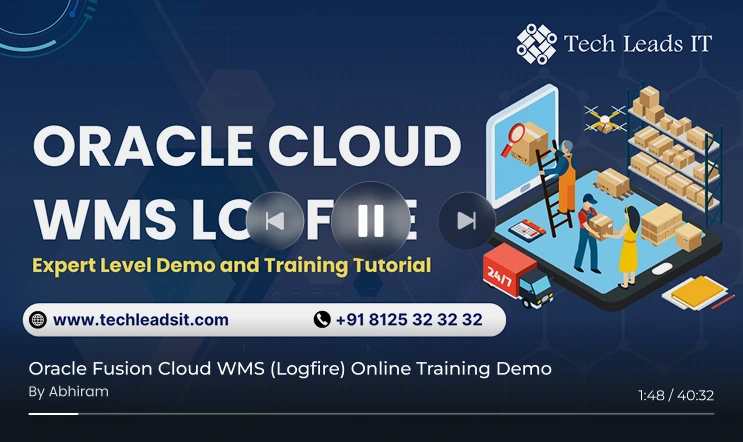 Tech Leads IT
ORACLE CLOUD
WMS
Expert Level Demo and Training Tutorial
24/7
www.techleadsit.com
+91 8125 32 32 32
Oracle Fusion Cloud WMS (Logfire) Online Training Demo
By Abhiram
1:48 / 40:32